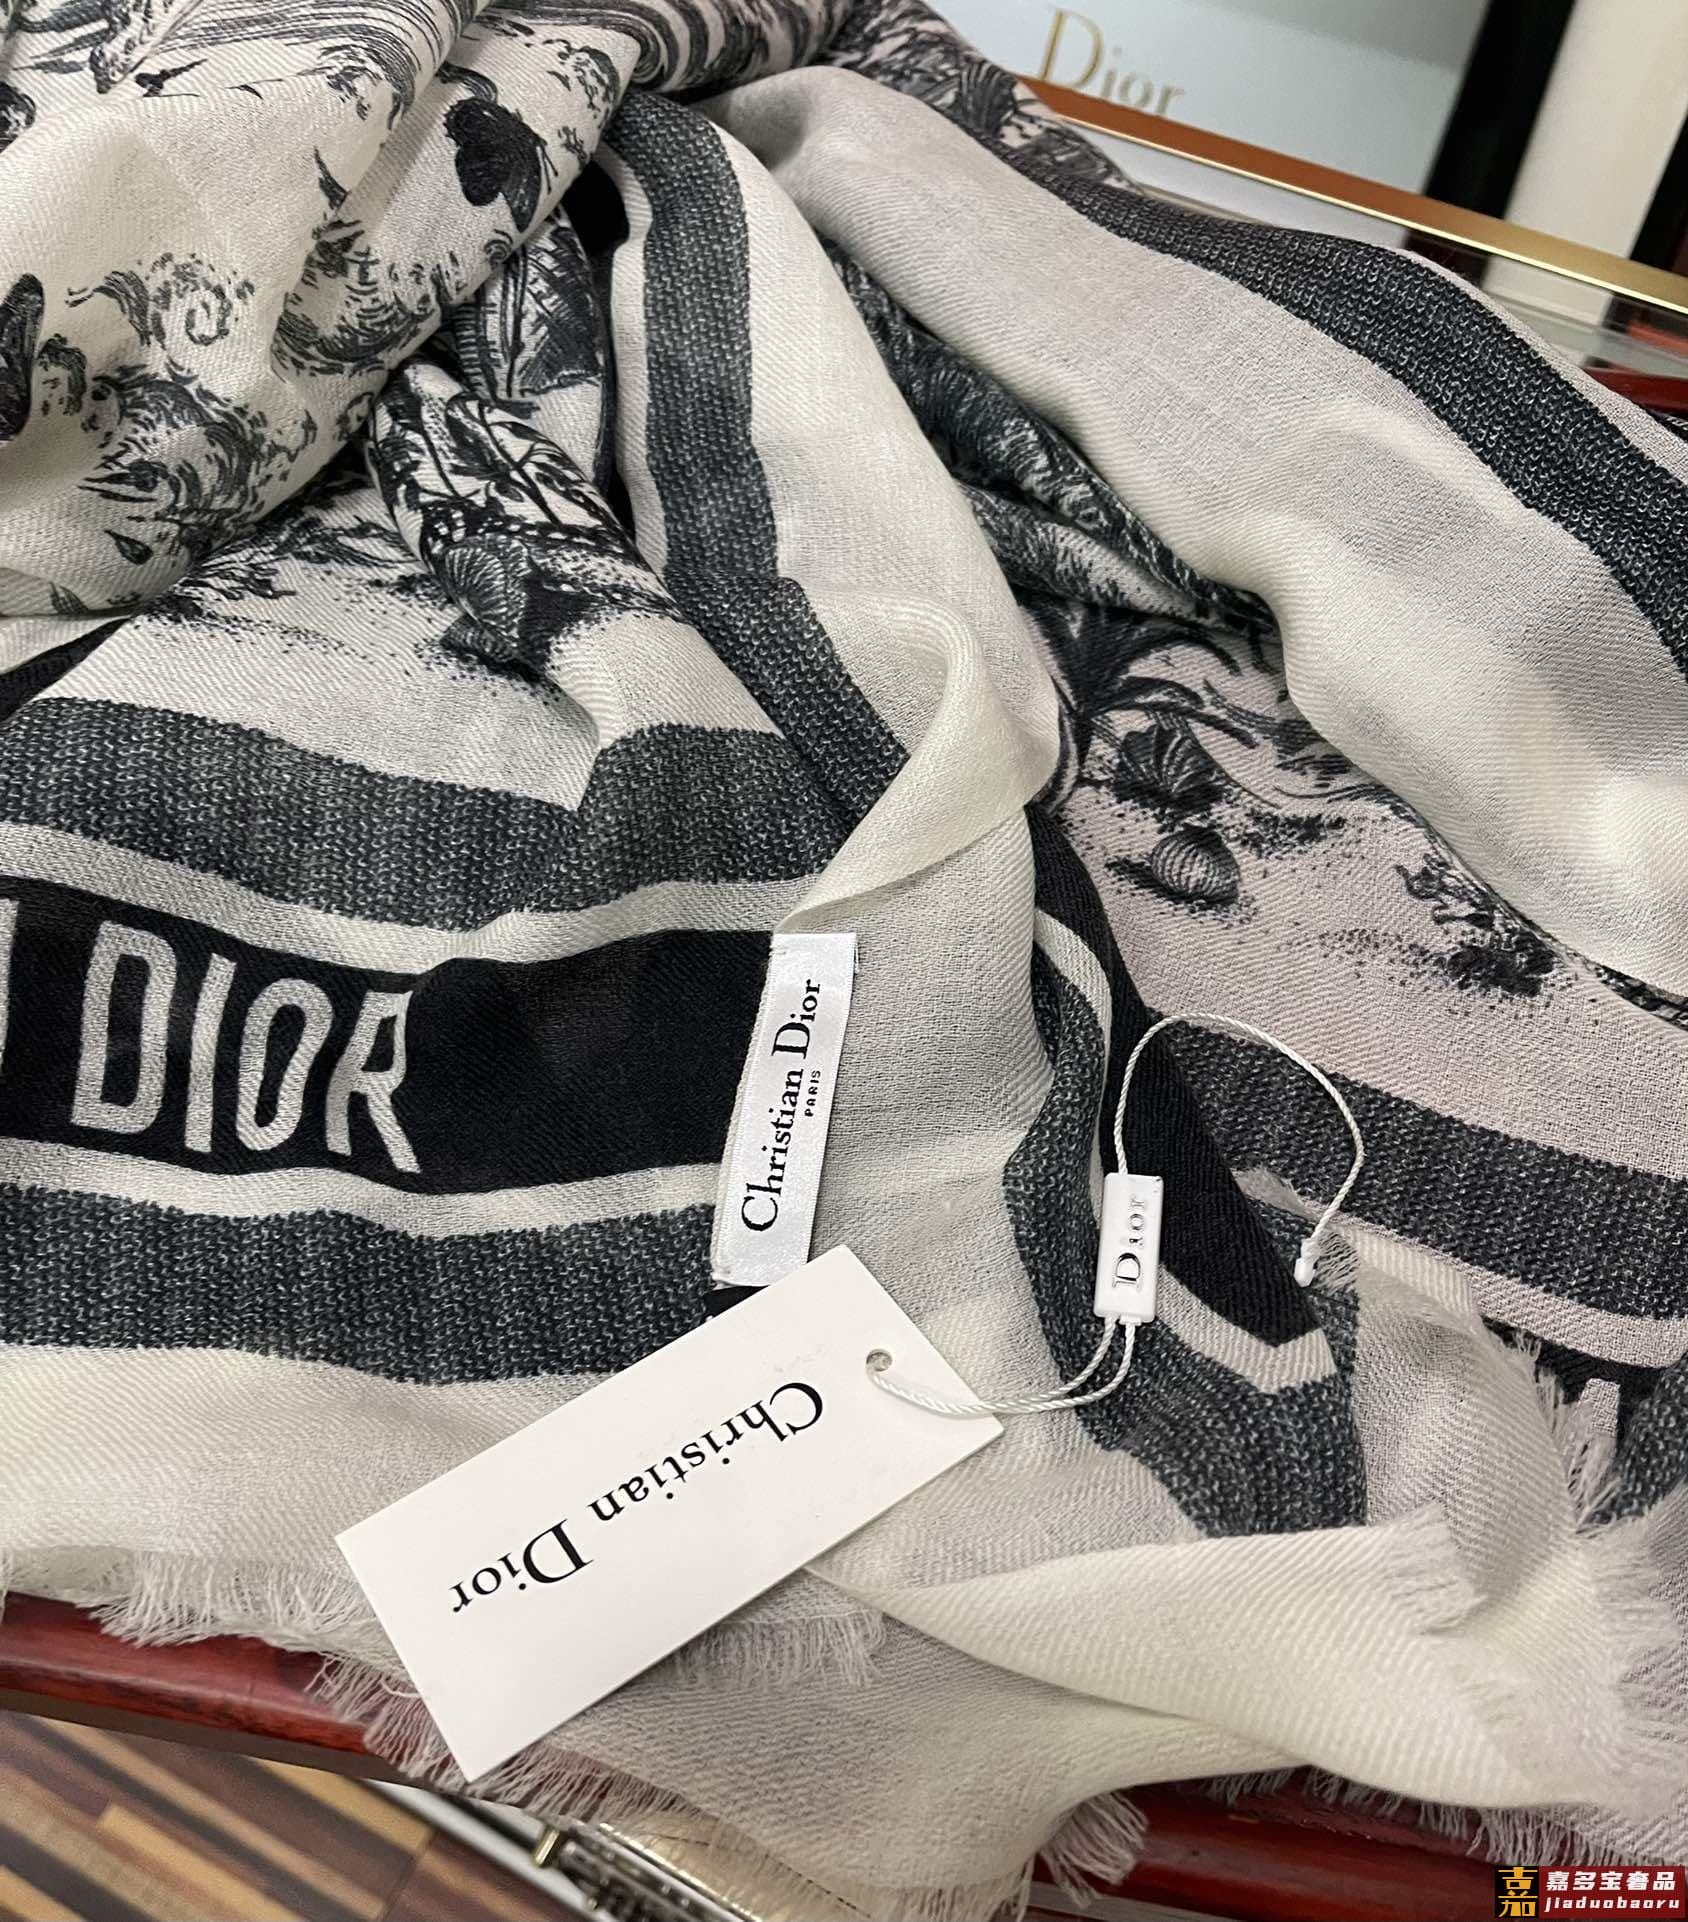 Dior
DIOR
Christian Dior
PARIS
Dior
Christian Dior
嘉多宝奢品
jiaduobaoru